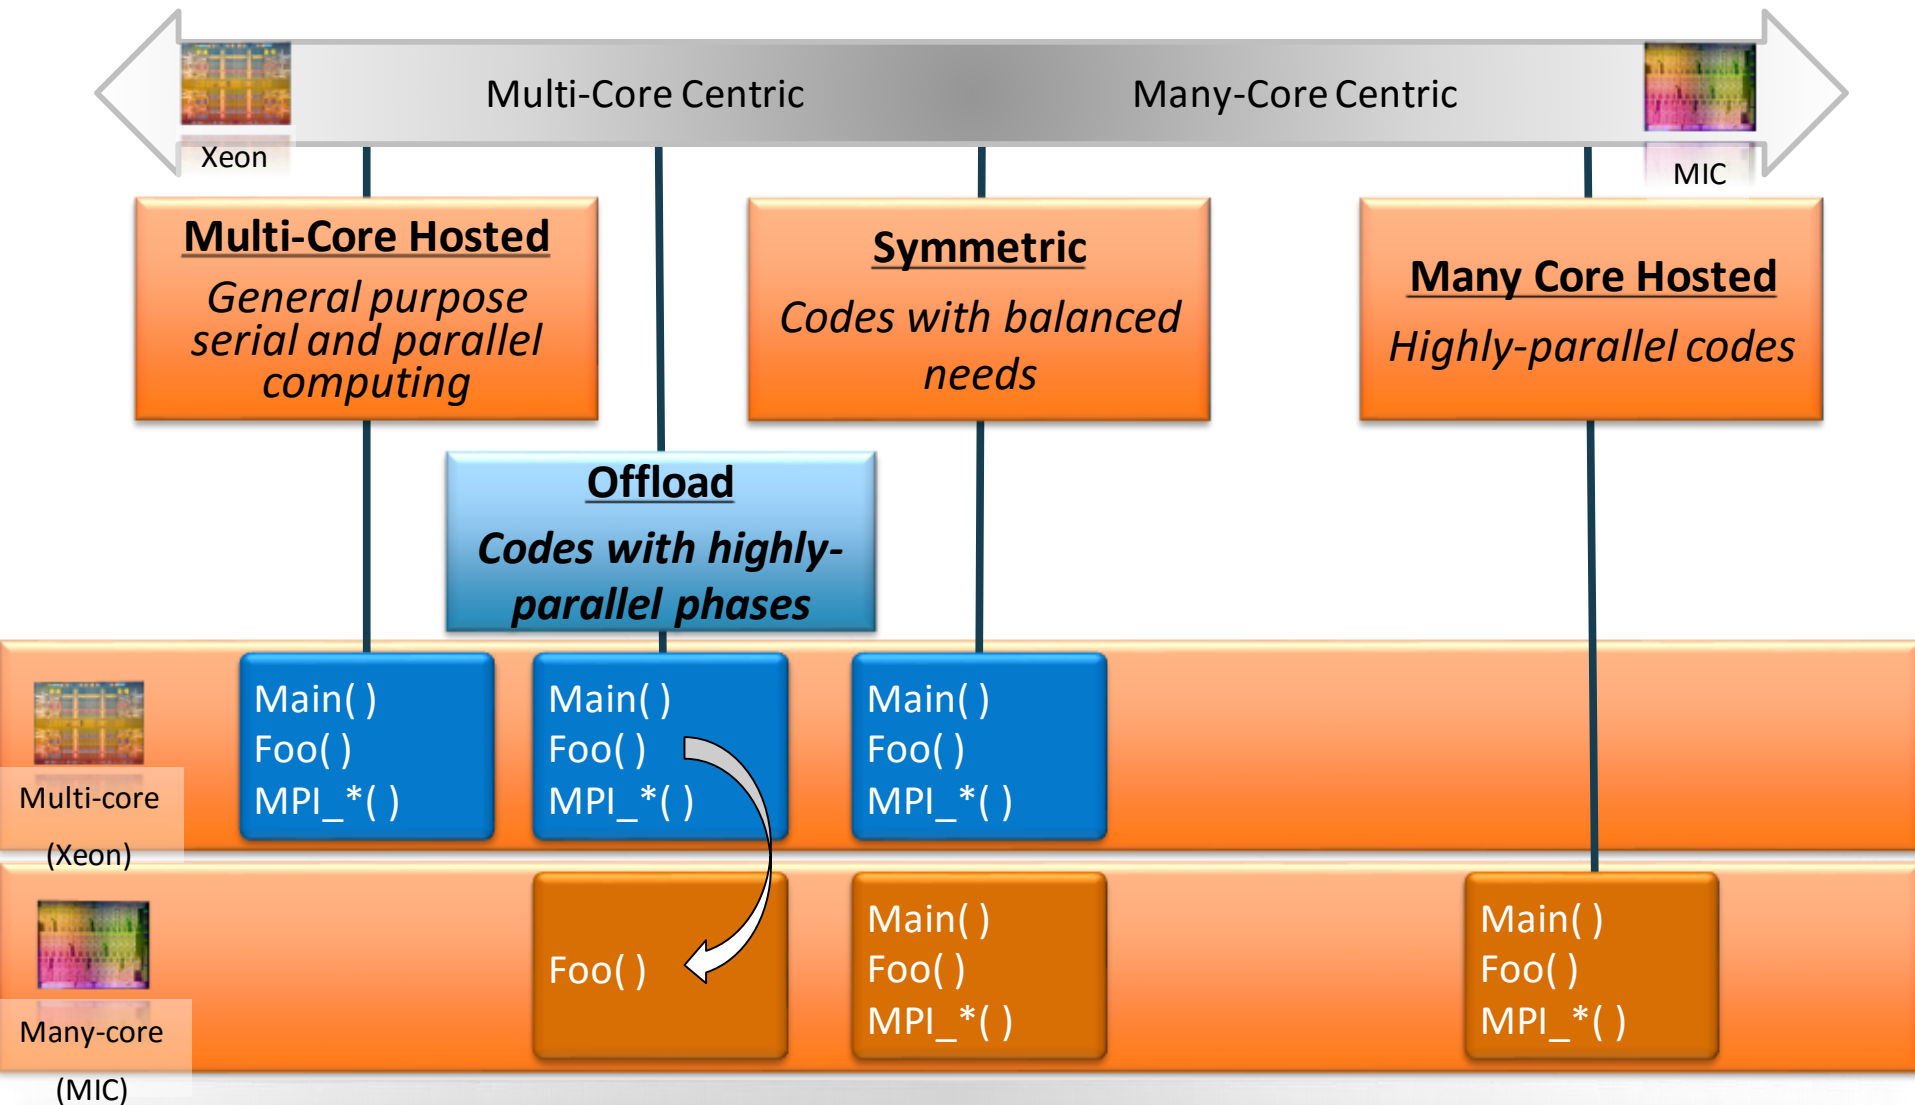 Multi-Core Centric
Many-Core Centric
Xeon
MIC
Multi-Core Hosted
General purpose
serial and parallel
computing
Symmetric
Codes with balanced
needs
Many Core Hosted
Highly-parallel codes
Offload
Codes with highly-
parallel phases
Multi-core
(Xeon)
Main( )
Foo( )
MPI_*( )
Main( )
Foo( )
MPI_*( )
Main( )
Foo( )
MPI_*( )
Many-core
(MIC)
Foo( )
Main( )
Foo( )
MPI_*( )
Main( )
Foo( )
MPI_*( )